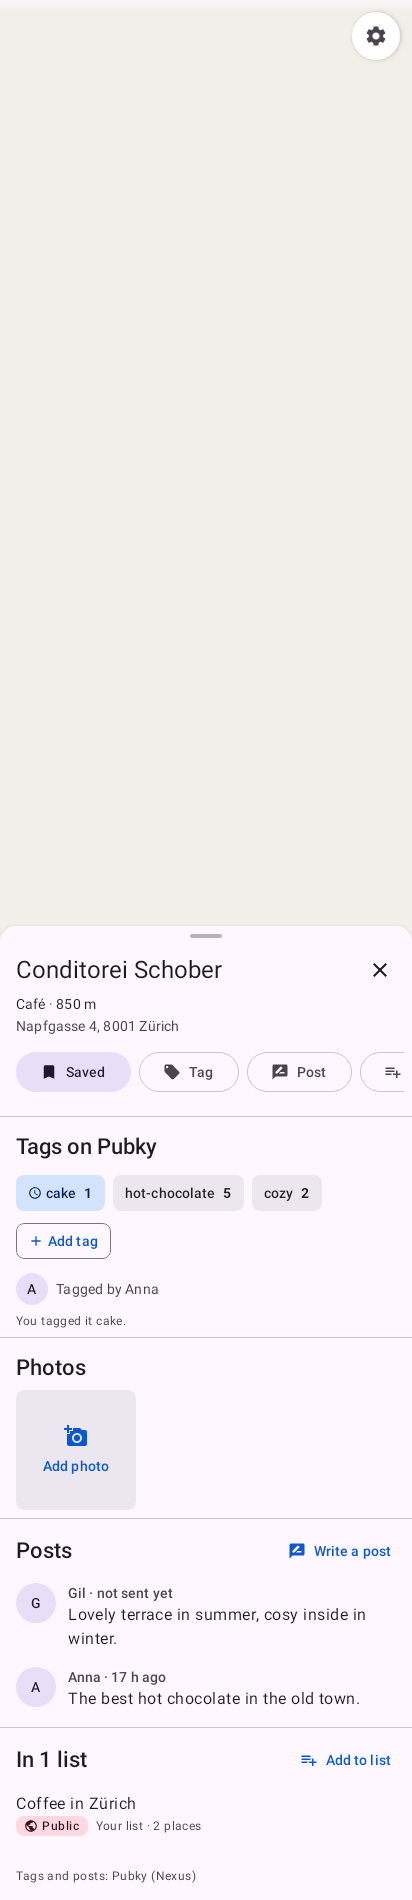 Conditorei Schober
Café · 850 m
Napfgasse 4, 8001 Zürich
Saved
Tag
Post
Tags on Pubky
cake 1
hot-chocolate 5
cozy 2
Add tag
A
Tagged by Anna
You tagged it cake.
Photos
Add photo
Posts
Write a post
G
Gil · not sent yet
Lovely terrace in summer, cosy inside in
winter.
A
Anna · 17 h ago
The best hot chocolate in the old town.
In 1 list
Add to list
Coffee in Zürich
Public
Your list · 2 places
Tags and posts: Pubky (Nexus)